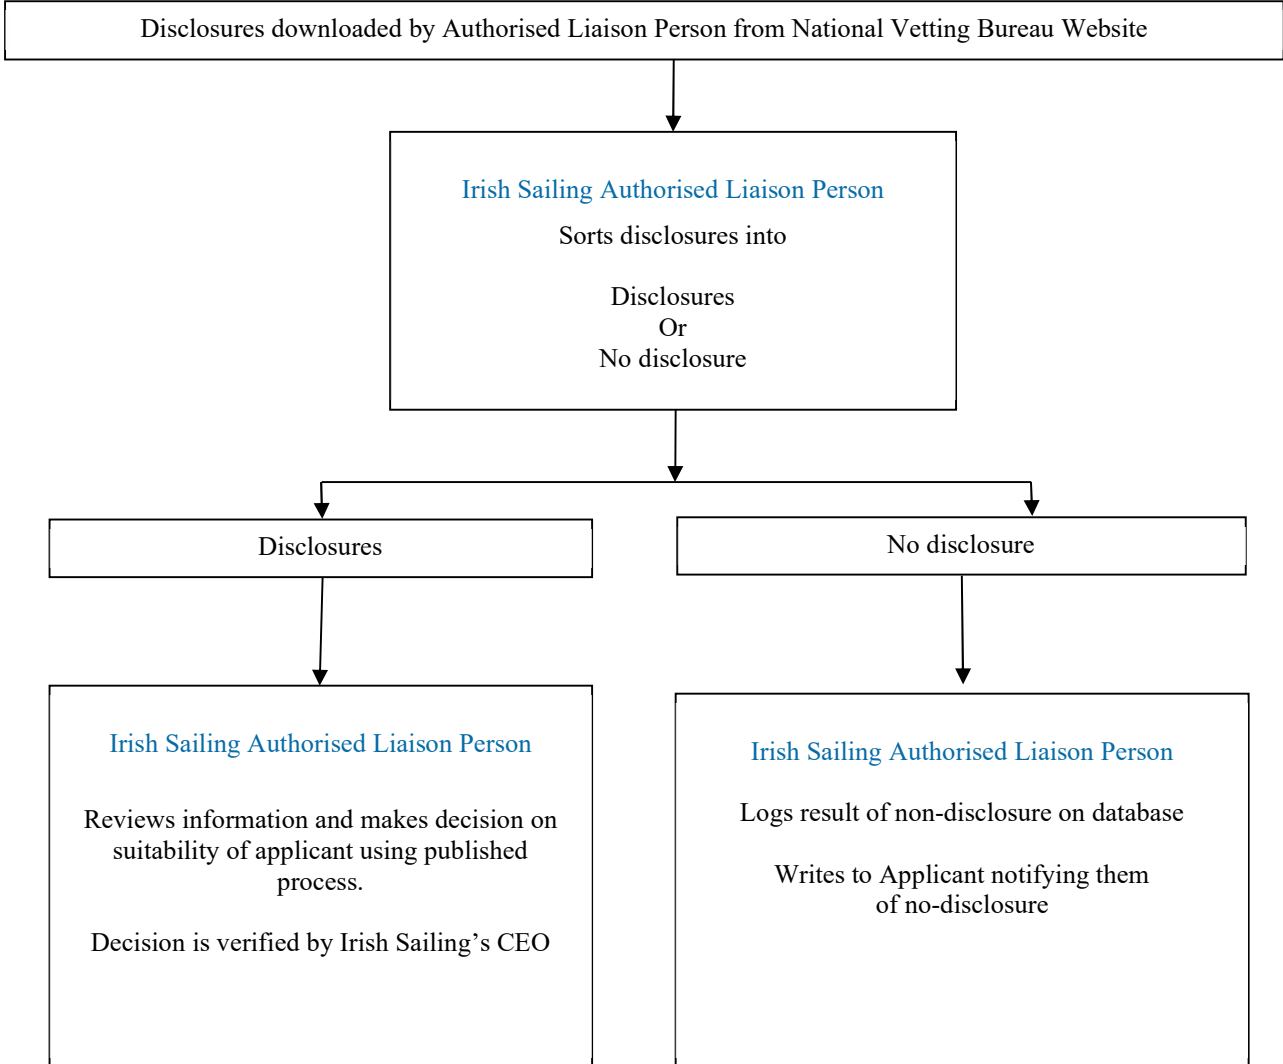 Disclosures downloaded by Authorised Liaison Person from National Vetting Bureau Website
Irish Sailing Authorised Liaison Person
Sorts disclosures into
Disclosures
Or
No disclosure
Disclosures
No disclosure
Irish Sailing Authorised Liaison Person
Reviews information and makes decision on
suitability of applicant using published
process.
Decision is verified by Irish Sailing’s CEO
Irish Sailing Authorised Liaison Person
Logs result of non-disclosure on database
Writes to Applicant notifying them
of no-disclosure